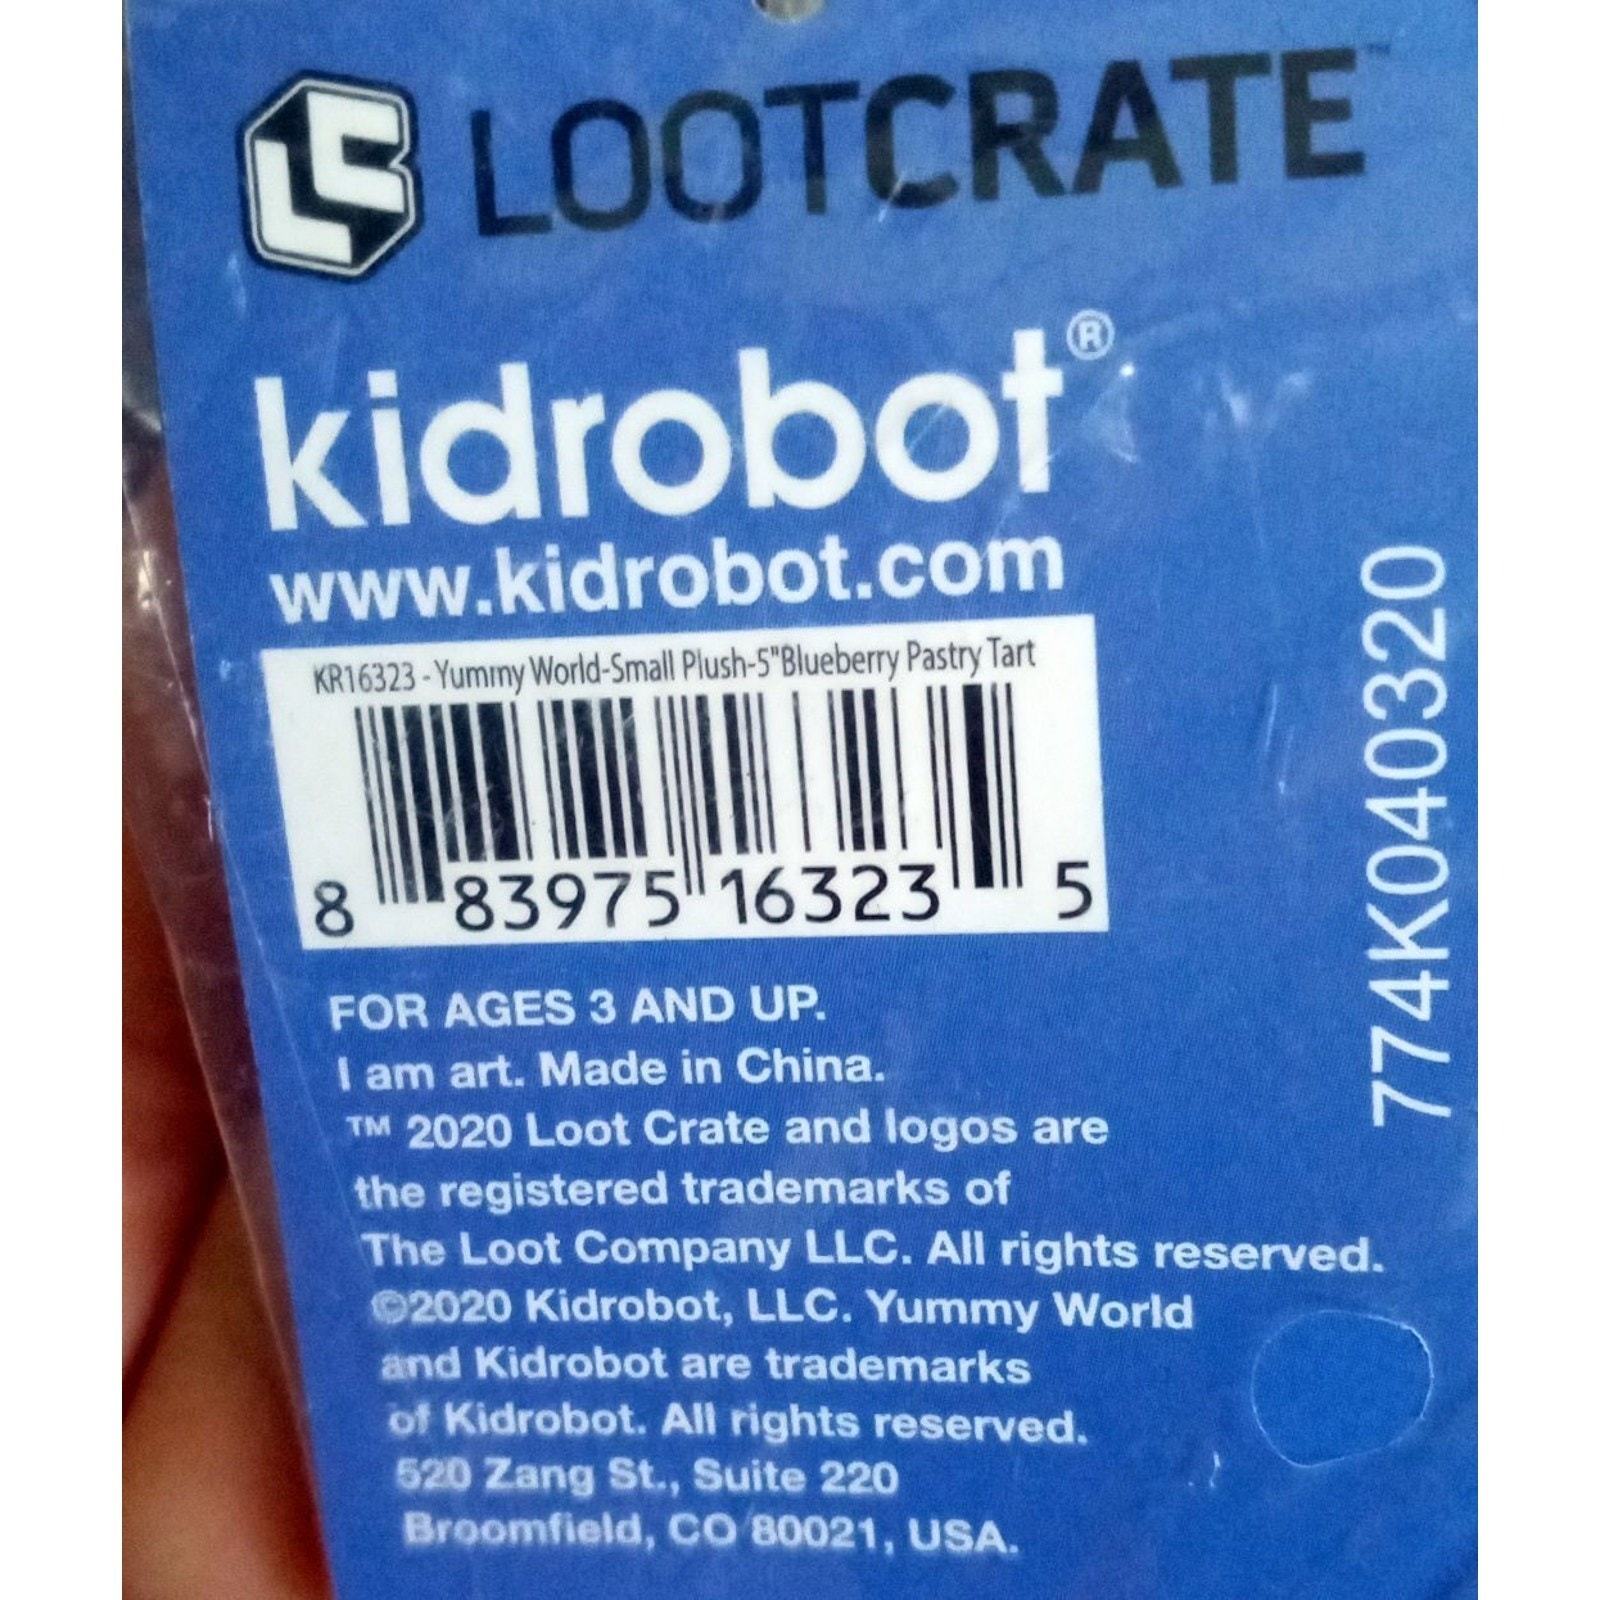 LC LOOTCRATE™
kidrobot®
www.kidrobot.com
KR16323 - Yummy World-Small Plush-5"Blueberry Pastry Tart
8 83975 16323 5
FOR AGES 3 AND UP.
I am art. Made in China.
™ 2020 Loot Crate and logos are
the registered trademarks of
The Loot Company LLC. All rights reserved.
©2020 Kidrobot, LLC. Yummy World
and Kidrobot are trademarks
of Kidrobot. All rights reserved.
520 Zang St., Suite 220
Broomfield, CO 80021, USA.
774K040320